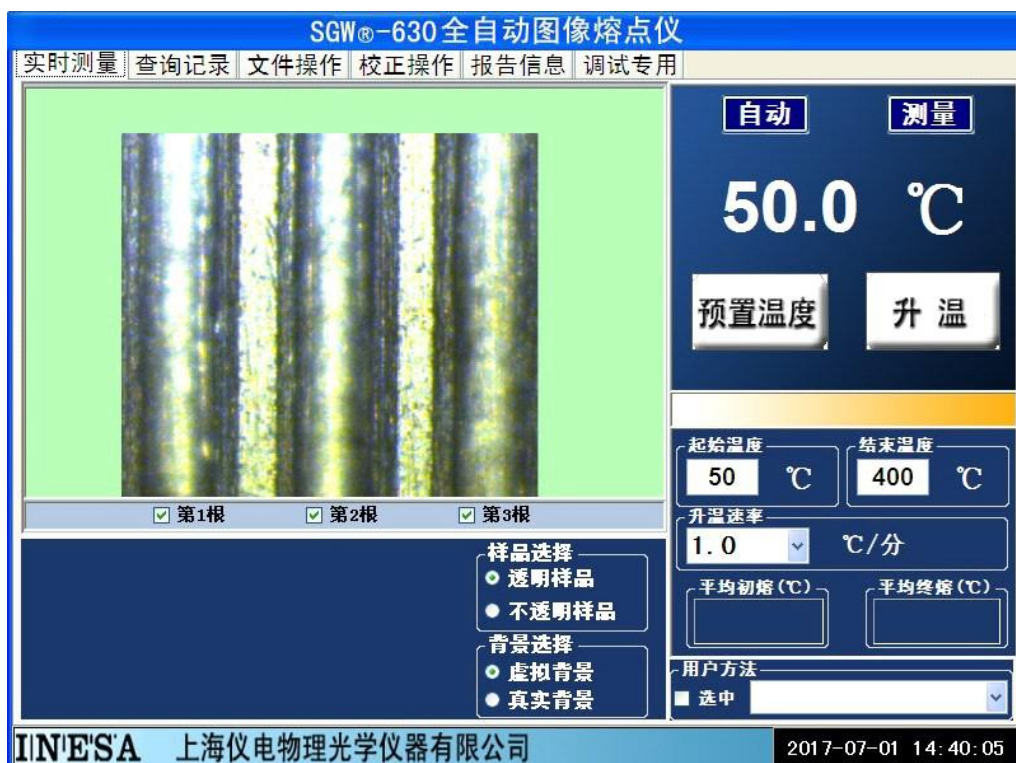 SGW®-630全自动图像熔点仪
实时测量 查询记录 文件操作 校正操作 报告信息 调试专用
自动 测量
50.0 ℃
预置温度 升 温
起始温度 结束温度
50 ℃ 400 ℃
升温速率
1.0 ℃/分
平均初熔(℃) 平均终熔(℃)
第1根 第2根 第3根
样品选择
透明样品
不透明样品
背景选择
虚拟背景
真实背景
用户方法
选中
INESA 上海仪电物理光学仪器有限公司 2017-07-01 14:40:05